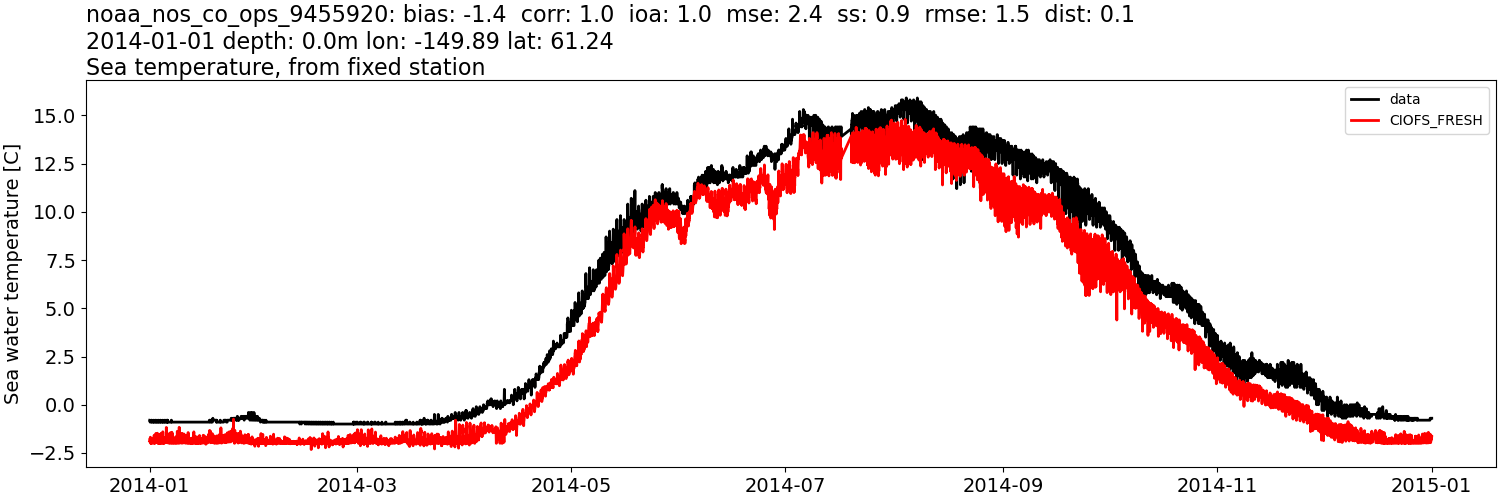 noaa_nos_co_ops_9455920: bias: -1.4  corr: 1.0  ioa: 1.0  mse: 2.4  ss: 0.9  rmse: 1.5  dist: 0.1
2014-01-01 depth: 0.0m lon: -149.89 lat: 61.24
Sea temperature, from fixed station
data
CIOFS_FRESH
Sea water temperature [C]
15.0
12.5
10.0
7.5
5.0
2.5
0.0
−2.5
2014-01
2014-03
2014-05
2014-07
2014-09
2014-11
2015-01